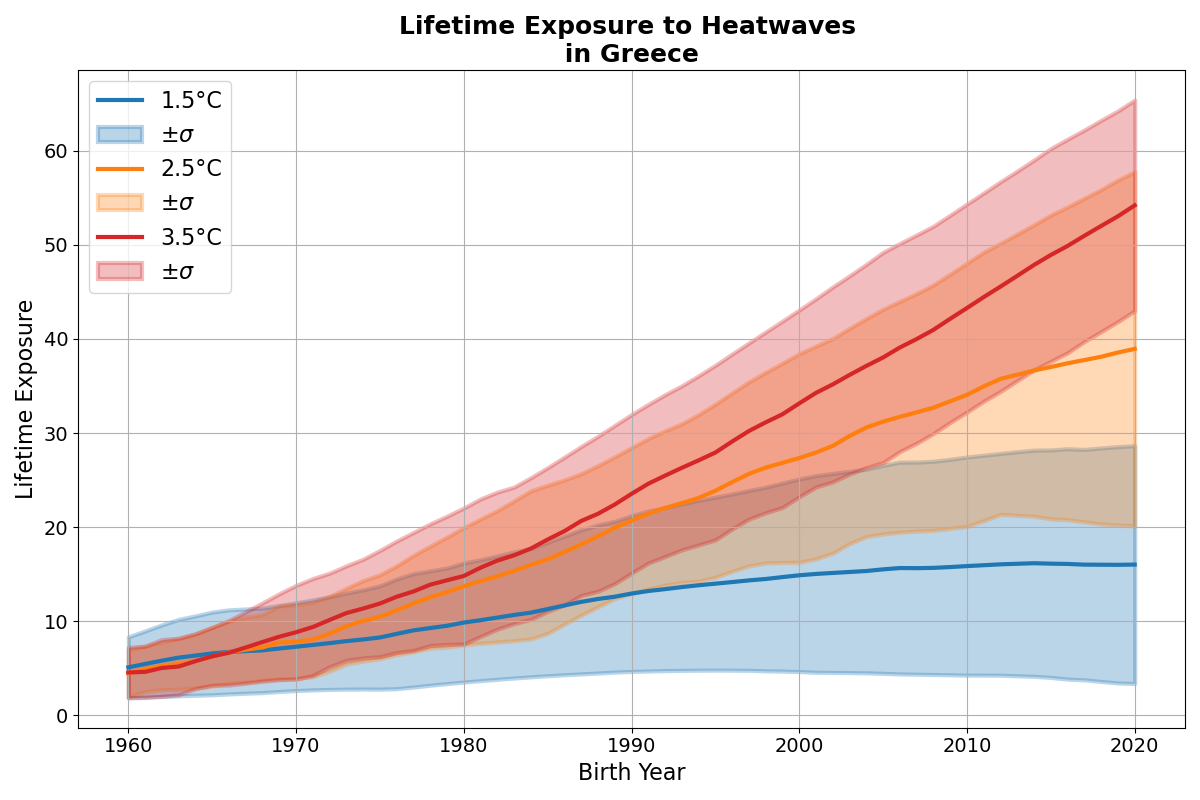 Lifetime Exposure to Heatwaves
in Greece
1.5°C
±σ
2.5°C
±σ
3.5°C
±σ
Lifetime Exposure
60
50
40
30
20
10
0
1960 1970 1980 1990 2000 2010 2020
Birth Year